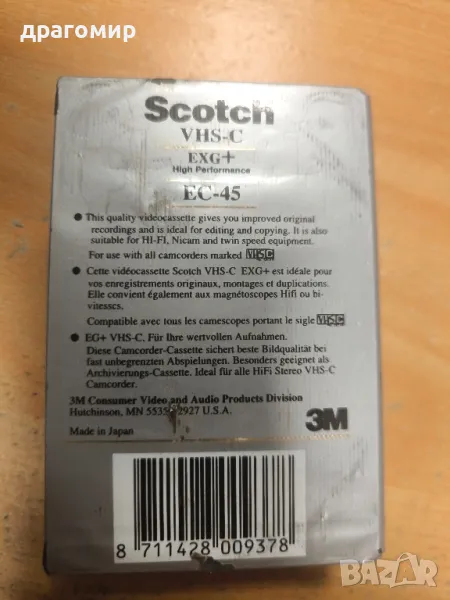 драгомир
Scotch
VHS-C
EXG+
High Performance
EC-45
● This quality videocassette gives you improved original
recordings and is ideal for editing and copying. It is also
suitable for HI-FI, Nicam and twin speed equipment.
For use with all camcorders marked VHSC
● Cette vidéocassette Scotch VHS-C EXG+ est idéale pour
vos enregistrements originaux, montages et duplications.
Elle convient également aux magnétoscopes Hifi ou bi-
vitesses.
Compatible avec tous les camescopes portant le sigle VHSC
● EG+ VHS-C. Für Ihre wertvollen Aufnahmen.
Diese Camcorder-Cassette sichert beste Bildqualität bei
fast unbegrenzten Abspielungen. Besonders geeignet als
Archivierungs-Cassette. Ideal für alle HiFi Stereo VHS-C
Camcorder.
3M Consumer Video and Audio Products Division
Hutchinson, MN U.S.A.
3M
Made in Japan
8 711428 009378
BAZAR.bg